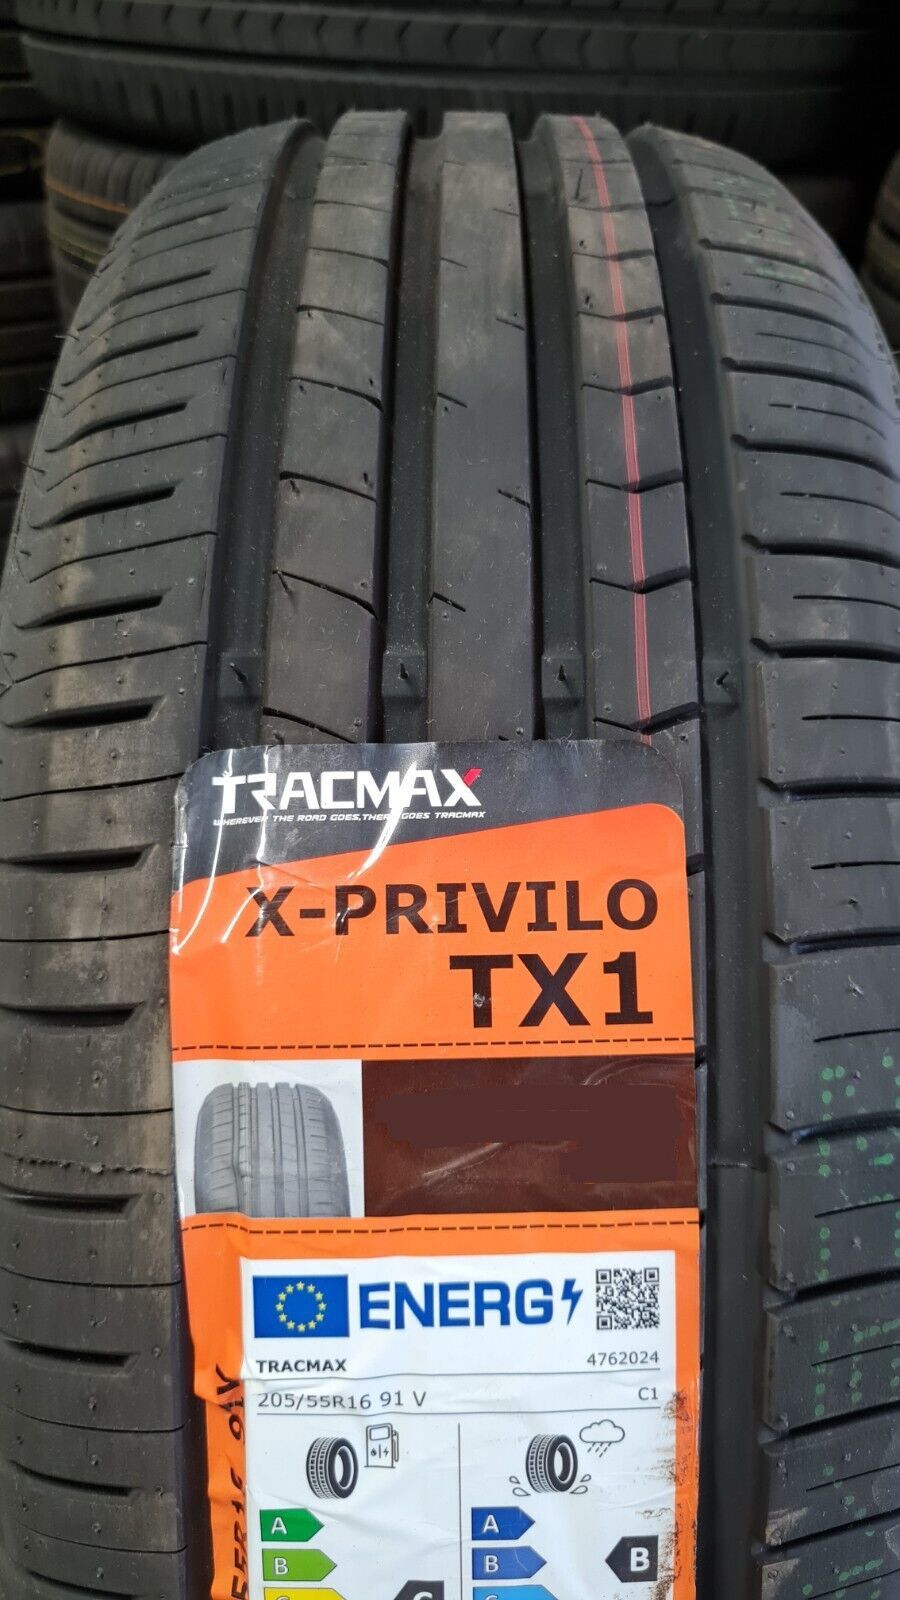 TRACMAX
WHEREVER THE ROAD GOES, THERE GOES TRACMAX
X-PRIVILO
TX1
ENERG
TRACMAX 4762024
205/55R16 91 V C1
A A
B B B